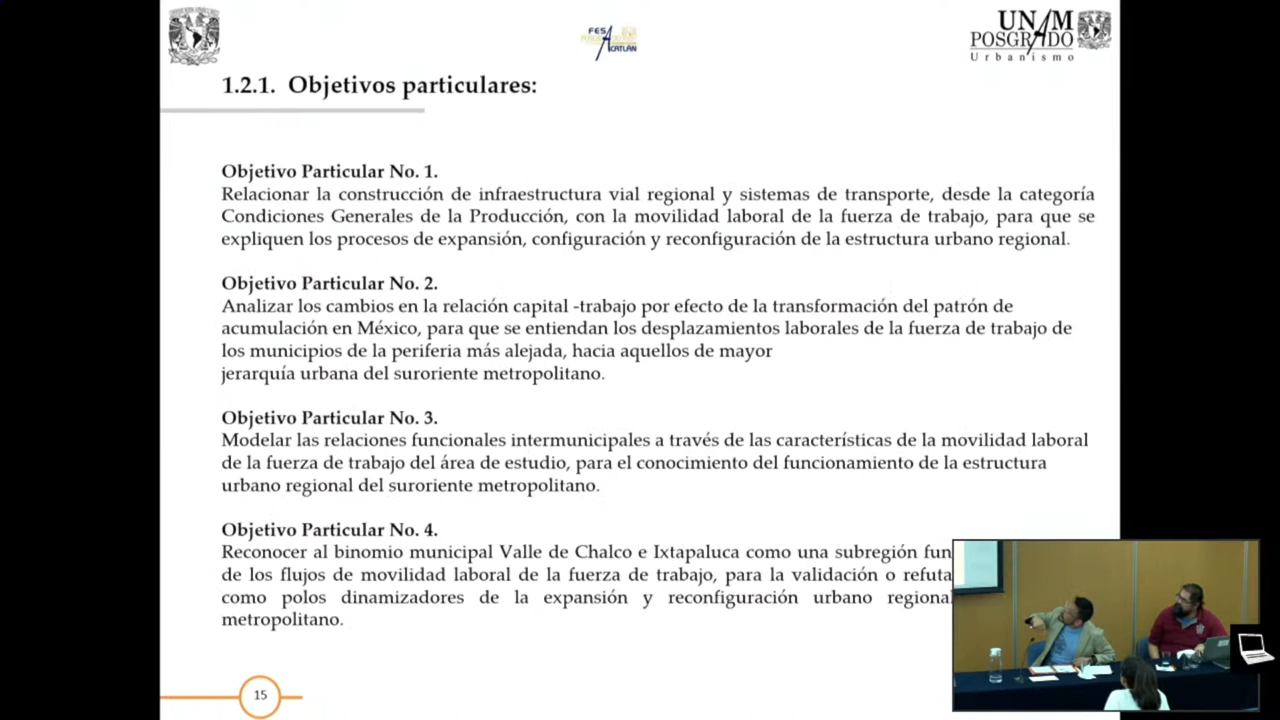 FES
ACATLÁN
UNAM
POSGRADO
Urbanismo
1.2.1. Objetivos particulares:
Objetivo Particular No. 1.
Relacionar la construcción de infraestructura vial regional y sistemas de transporte, desde la categoría
Condiciones Generales de la Producción, con la movilidad laboral de la fuerza de trabajo, para que se
expliquen los procesos de expansión, configuración y reconfiguración de la estructura urbano regional.
Objetivo Particular No. 2.
Analizar los cambios en la relación capital -trabajo por efecto de la transformación del patrón de
acumulación en México, para que se entiendan los desplazamientos laborales de la fuerza de trabajo de
los municipios de la periferia más alejada, hacia aquellos de mayor
jerarquía urbana del suroriente metropolitano.
Objetivo Particular No. 3.
Modelar las relaciones funcionales intermunicipales a través de las características de la movilidad laboral
de la fuerza de trabajo del área de estudio, para el conocimiento del funcionamiento de la estructura
urbano regional del suroriente metropolitano.
Objetivo Particular No. 4.
Reconocer al binomio municipal Valle de Chalco e Ixtapaluca como una subregión fun
de los flujos de movilidad laboral de la fuerza de trabajo, para la validación o refuta
como polos dinamizadores de la expansión y reconfiguración urbano regional
metropolitano.
15